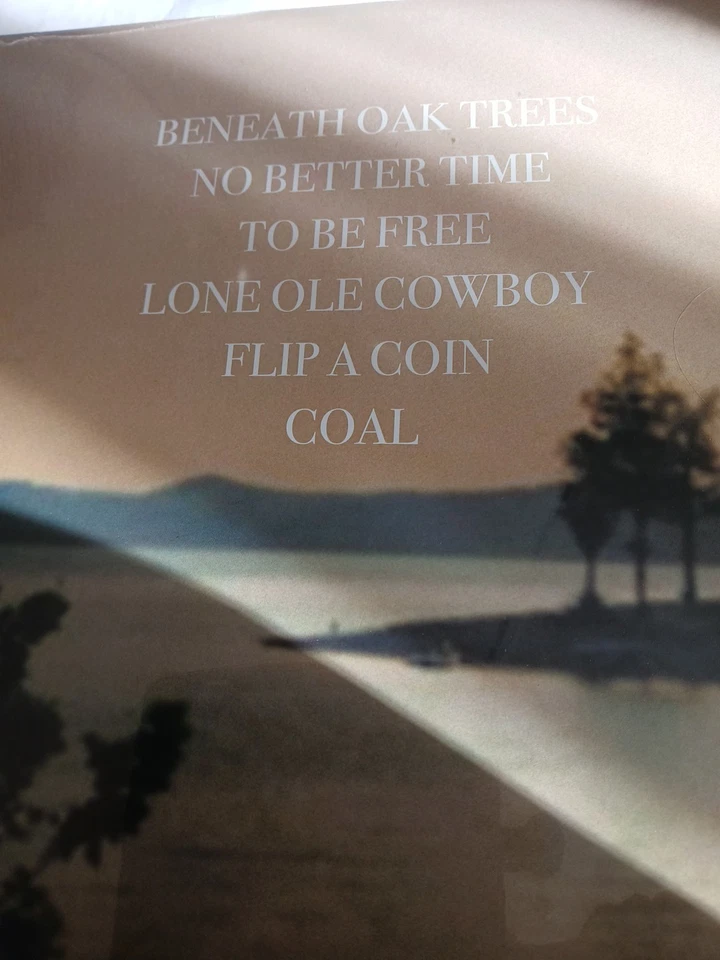 BENEATH OAK TREES
NO BETTER TIME
TO BE FREE
LONE OLE COWBOY
FLIP A COIN
COAL